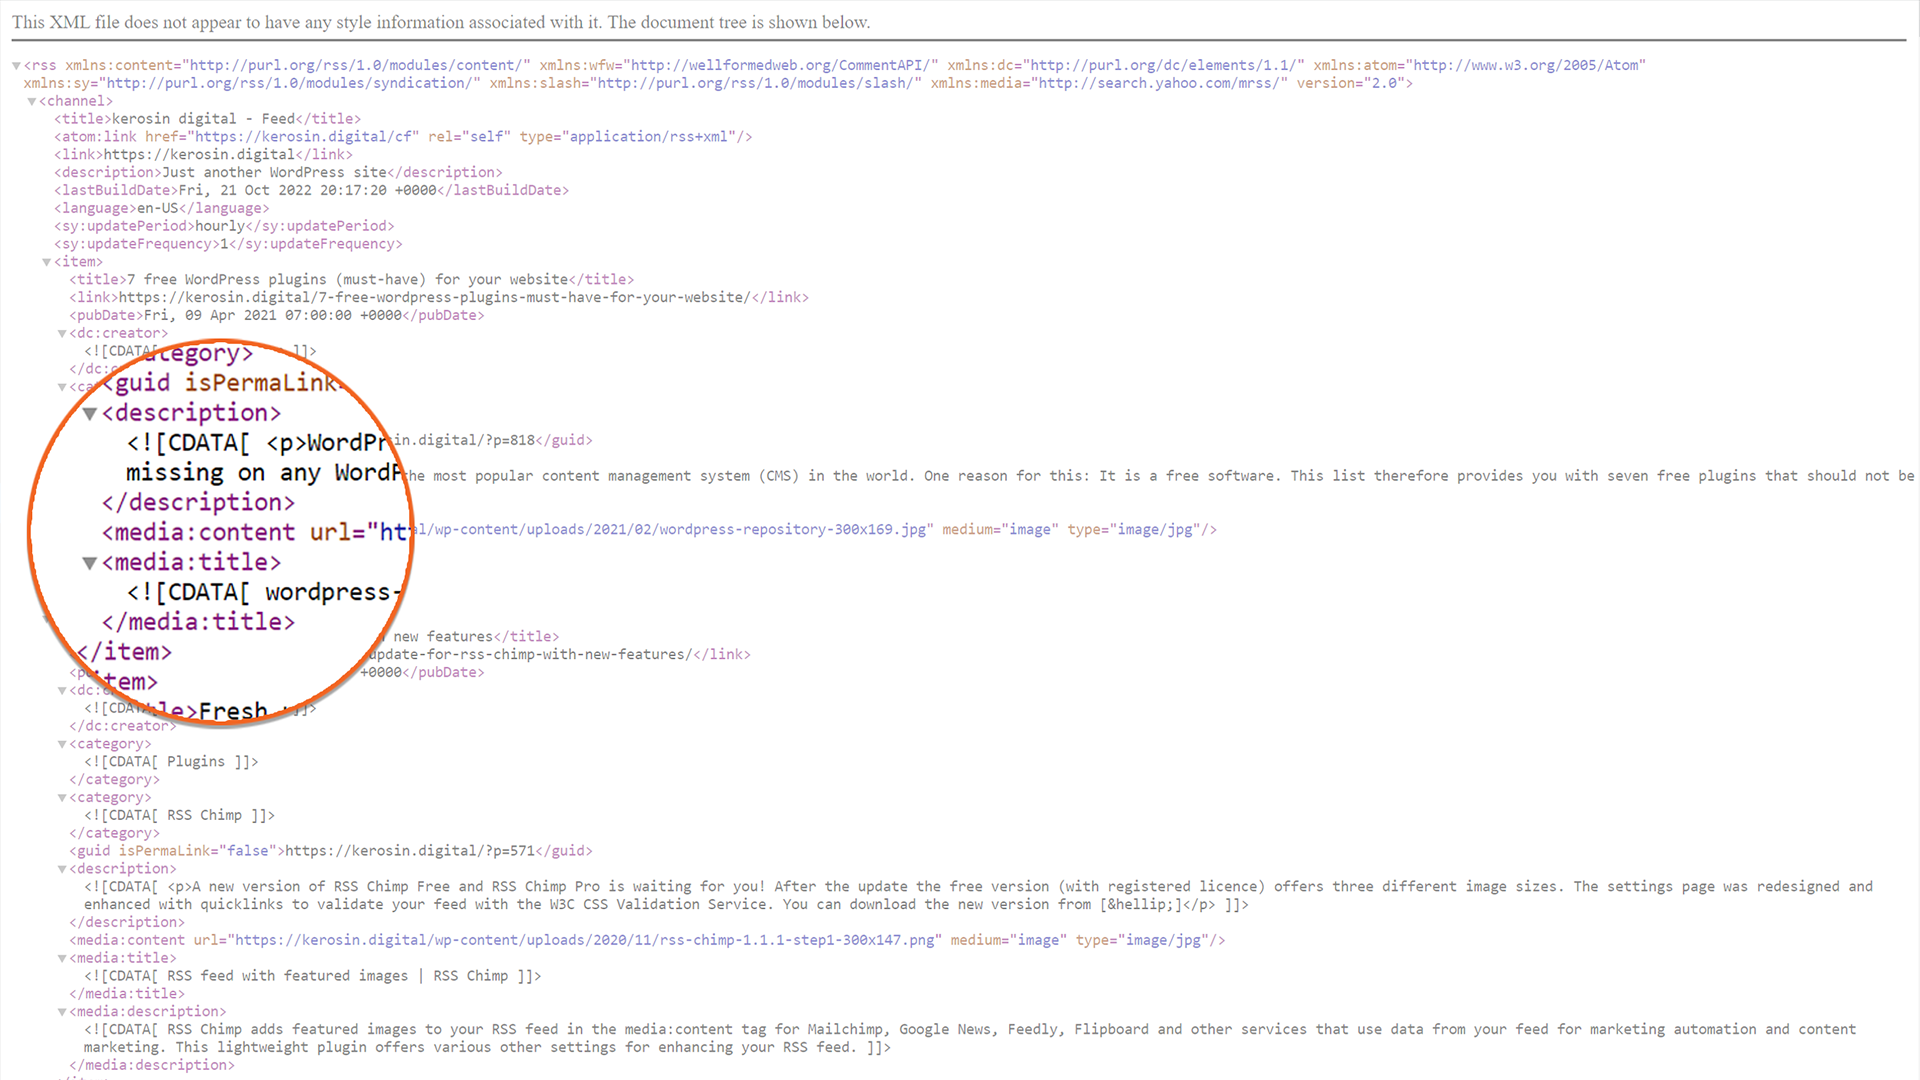 This XML file does not appear to have any style information associated with it. The document tree is shown below.
<rss xmlns:content="http://purl.org/rss/1.0/modules/content/" xmlns:wfw="http://wellformedweb.org/CommentAPI/" xmlns:dc="http://purl.org/dc/elements/1.1/" xmlns:atom="http://www.w3.org/2005/Atom"
xmlns:sy="http://purl.org/rss/1.0/modules/syndication/" xmlns:slash="http://purl.org/rss/1.0/modules/slash/" xmlns:media="http://search.yahoo.com/mrss/" version="2.0">
<channel>
<title>kerosin digital - Feed</title>
<atom:link href="https://kerosin.digital/cf" rel="self" type="application/rss+xml"/>
<link>https://kerosin.digital</link>
<description>Just another WordPress site</description>
<lastBuildDate>Fri, 21 Oct 2022 20:17:20 +0000</lastBuildDate>
<language>en-US</language>
<sy:updatePeriod>hourly</sy:updatePeriod>
<sy:updateFrequency>1</sy:updateFrequency>
<item>
<title>7 free WordPress plugins (must-have) for your website</title>
<link>https://kerosin.digital/7-free-wordpress-plugins-must-have-for-your-website/</link>
<pubDate>Fri, 09 Apr 2021 07:00:00 +0000</pubDate>
<dc:creator>
<![CDATA[ ]]>
</dc:c
<ca
ategory>
<guid isPermaLink=
<description>
<![CDATA[ <p>WordPr
in.digital/?p=818</guid>
missing on any WordP
the most popular content management system (CMS) in the world. One reason for this: It is a free software. This list therefore provides you with seven free plugins that should not be
</description>
<media:content url="ht
al/wp-content/uploads/2021/02/wordpress-repository-300x169.jpg" medium="image" type="image/jpg"/>
<media:title>
<![CDATA[ wordpress-
</media:title>
new features</title>
</item>
update-for-rss-chimp-with-new-features/</link>
<p
+0000</pubDate>
item>
<dc:c
tle>Fresh
<![CDATA ]]>
</dc:creator>
<category>
<![CDATA[ Plugins ]]>
</category>
<category>
<![CDATA[ RSS Chimp ]]>
</category>
<guid isPermaLink="false">https://kerosin.digital/?p=571</guid>
<description>
<![CDATA[ <p>A new version of RSS Chimp Free and RSS Chimp Pro is waiting for you! After the update the free version (with registered licence) offers three different image sizes. The settings page was redesigned and
enhanced with quicklinks to validate your feed with the W3C CSS Validation Service. You can download the new version from [&hellip;]</p> ]]>
</description>
<media:content url="https://kerosin.digital/wp-content/uploads/2020/11/rss-chimp-1.1.1-step1-300x147.png" medium="image" type="image/jpg"/>
<media:title>
<![CDATA[ RSS feed with featured images | RSS Chimp ]]>
</media:title>
<media:description>
<![CDATA[ RSS Chimp adds featured images to your RSS feed in the media:content tag for Mailchimp, Google News, Feedly, Flipboard and other services that use data from your feed for marketing automation and content
marketing. This lightweight plugin offers various other settings for enhancing your RSS feed. ]]>
</media:description>